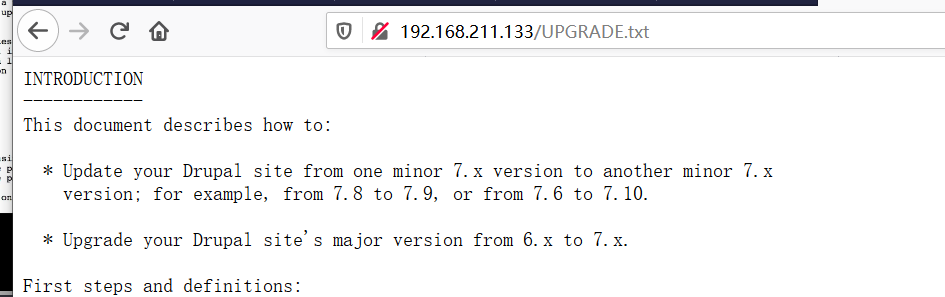 192.168.211.133/UPGRADE.txt
INTRODUCTION
------------
This document describes how to:
* Update your Drupal site from one minor 7.x version to another minor 7.x
version; for example, from 7.8 to 7.9, or from 7.6 to 7.10.
* Upgrade your Drupal site's major version from 6.x to 7.x.
First steps and definitions: